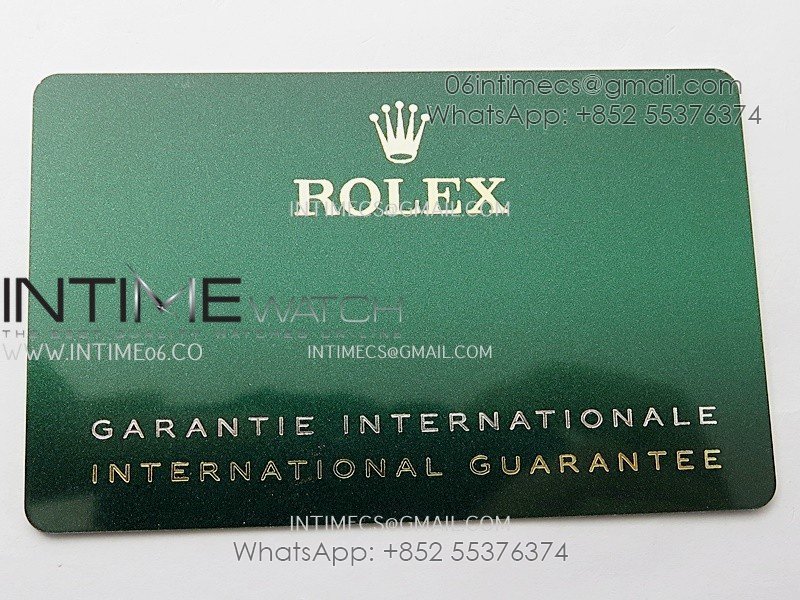 06intimecs@gmail.com
WhatsApp: +852 55376374
ROLEX
INTIMECS@GMAIL.COM
INTIME WATCH
WWW.INTIME06.CO
INTIMECS@GMAIL.COM
GARANTIE INTERNATIONALE
INTERNATIONAL GUARANTEE
INTIMECS@GMAIL.COM
WhatsApp: +852 55376374